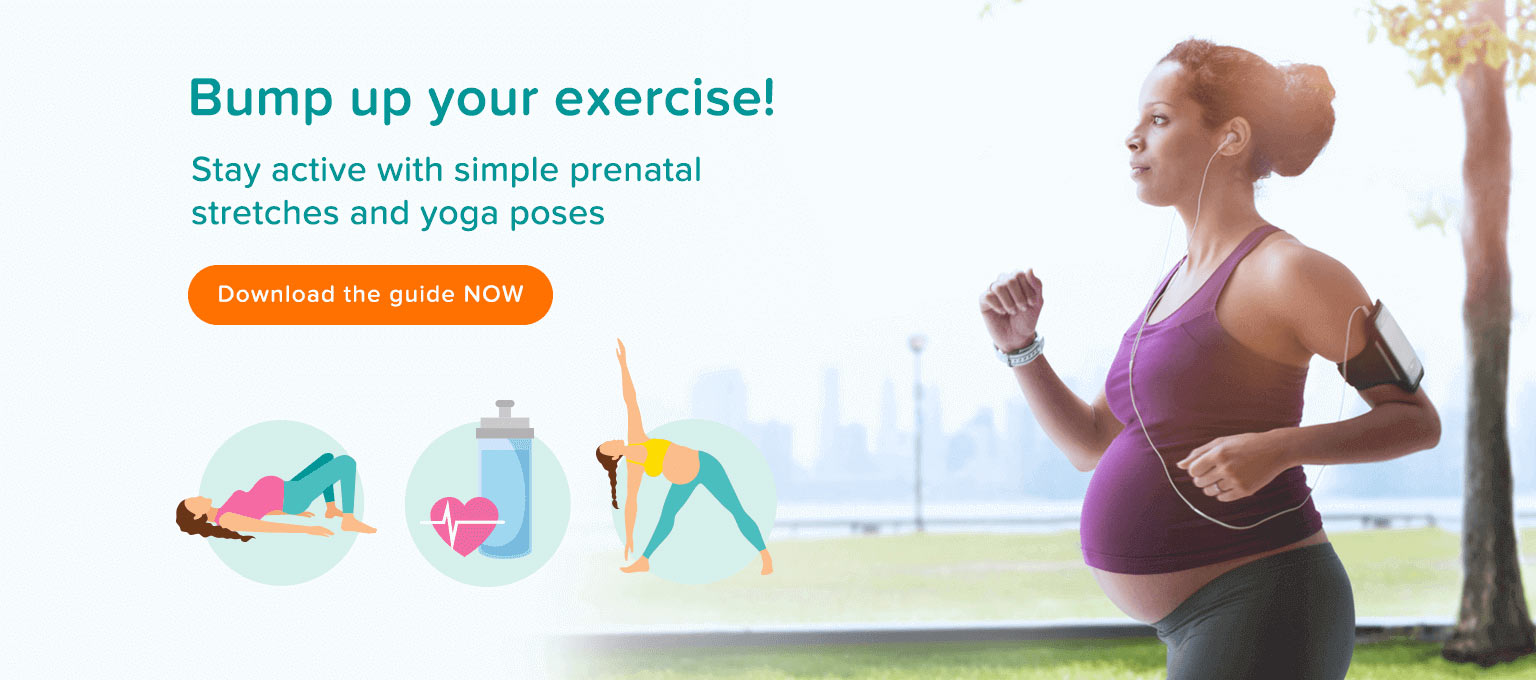 Bump up your exercise!
Stay active with simple prenatal
stretches and yoga poses
Download the guide NOW